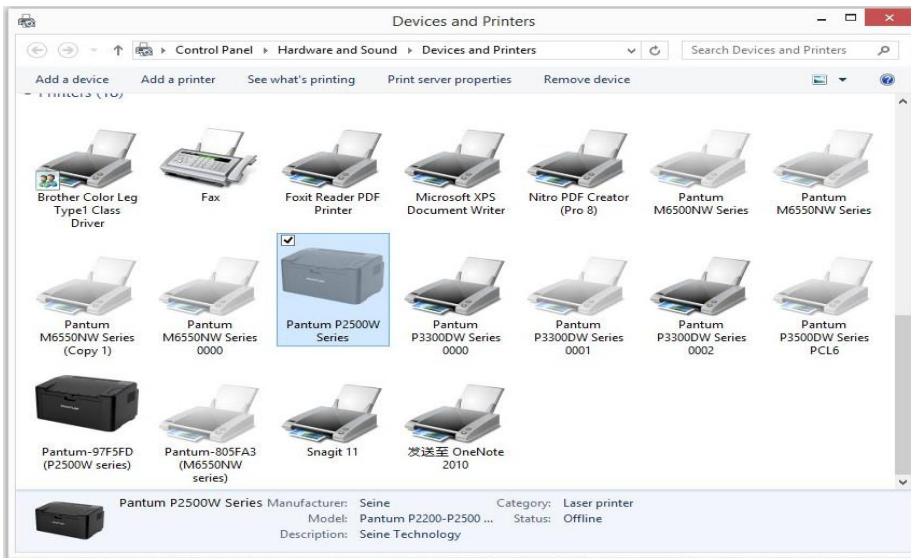 Devices and Printers
Control Panel ▸ Hardware and Sound ▸ Devices and Printers
Search Devices and Printers
Add a device Add a printer See what's printing Print server properties Remove device
Brother Color Leg
Type1 Class
Driver
Fax
Foxit Reader PDF
Printer
Microsoft XPS
Document Writer
Nitro PDF Creator
(Pro 8)
Pantum
M6500NW Series
Pantum
M6550NW Series
Pantum
M6550NW Series
(Copy 1)
Pantum
M6550NW Series
0000
Pantum P2500W
Series
Pantum
P3300DW Series
0000
Pantum
P3300DW Series
0001
Pantum
P3300DW Series
0002
Pantum
P3500DW Series
PCL6
Pantum-97F5FD
(P2500W series)
Pantum-805FA3
(M6550NW
series)
Snagit 11
发送至 OneNote
2010
Pantum P2500W Series Manufacturer: Seine Category: Laser printer
Model: Pantum P2200-P2500 ... Status: Offline
Description: Seine Technology